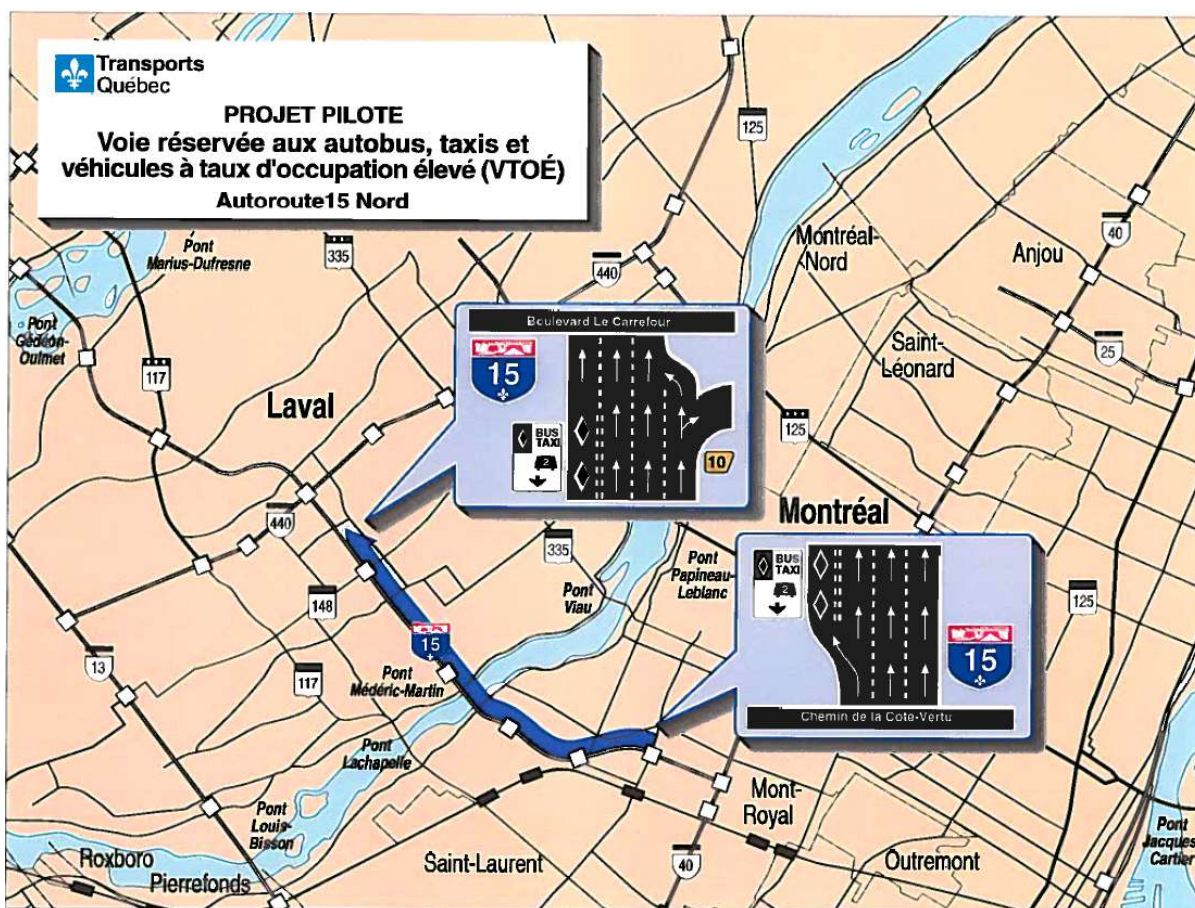 Transports
Québec
PROJET PILOTE
Voie réservée aux autobus, taxis et
véhicules à taux d'occupation élevé (VTOÉ)
Autoroute15 Nord
125
Pont
Marius-Dufresne
335
440
Montréal-
Nord
Anjou
40
Pont
Gédéon-
Ouimet
117
Boulevard Le Carrefour
15
BUS
TAXI
2
10
Saint-
Léonard
25
Laval
125
440
Montréal
148
335
Pont
Viau
Pont
Papineau-
Leblanc
BUS
TAXI
2
15
Chemin de la Cote-Vertu
125
13
117
15
Pont
Médéric-Martin
Pont
Lachapelle
Pont
Louis-
Bisson
Mont-
Royal
Roxboro
Pierrefonds
Saint-Laurent
40
Outremont
Pont
Jacques
Cartier